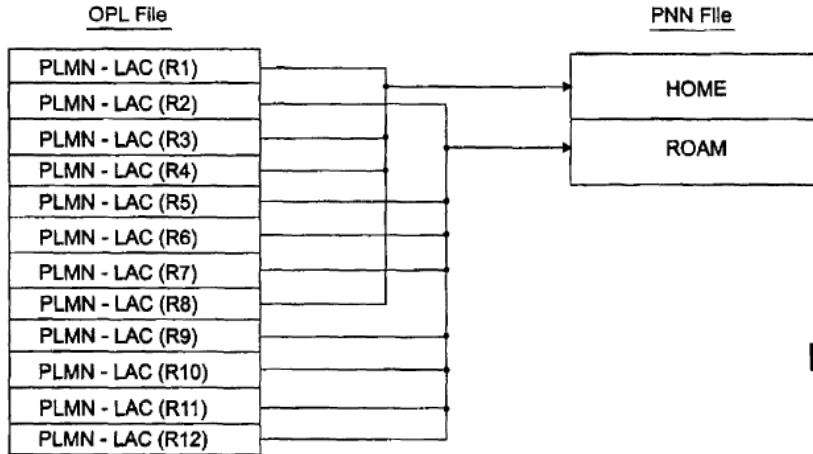 OPL File
PNN File
PLMN - LAC (R1)
PLMN - LAC (R2)
PLMN - LAC (R3)
PLMN - LAC (R4)
PLMN - LAC (R5)
PLMN - LAC (R6)
PLMN - LAC (R7)
PLMN - LAC (R8)
PLMN - LAC (R9)
PLMN - LAC (R10)
PLMN - LAC (R11)
PLMN - LAC (R12)
HOME
ROAM